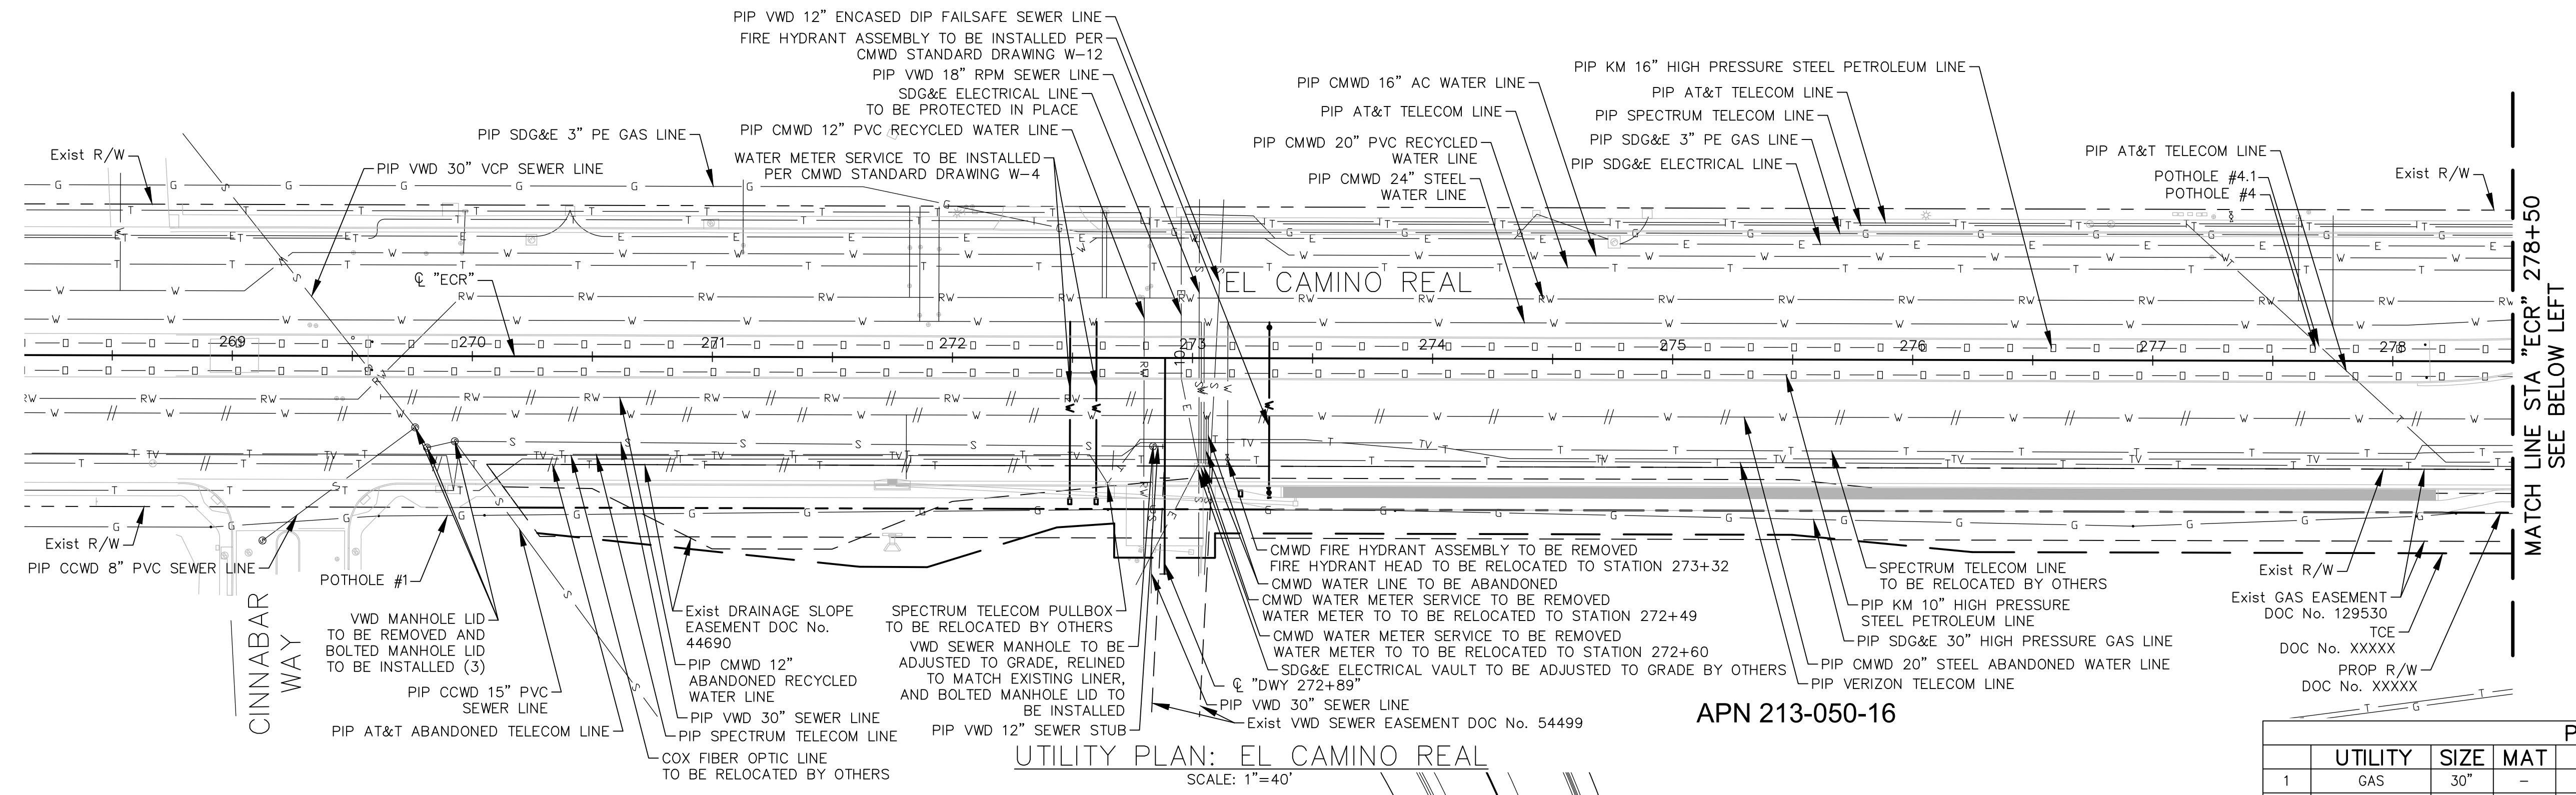 PIP VWD 12" ENCASED DIP FAILSAFE SEWER LINE
FIRE HYDRANT ASSEMBLY TO BE INSTALLED PER
CMWD STANDARD DRAWING W-12
PIP VWD 18" RPM SEWER LINE
SDG&E ELECTRICAL LINE
TO BE PROTECTED IN PLACE
PIP SDG&E 3" PE GAS LINE
PIP CMWD 12" PVC RECYCLED WATER LINE
WATER METER SERVICE TO BE INSTALLED
PER CMWD STANDARD DRAWING W-4
Exist R/W
PIP VWD 30" VCP SEWER LINE
PIP CMWD 16" AC WATER LINE
PIP AT&T TELECOM LINE
PIP CMWD 20" PVC RECYCLED
WATER LINE
PIP CMWD 24" STEEL
WATER LINE
PIP KM 16" HIGH PRESSURE STEEL PETROLEUM LINE
PIP AT&T TELECOM LINE
PIP SPECTRUM TELECOM LINE
PIP SDG&E 3" PE GAS LINE
PIP SDG&E ELECTRICAL LINE
PIP AT&T TELECOM LINE
POTHOLE #4.1
POTHOLE #4
Exist R/W
℄ "ECR"
EL CAMINO REAL
269 270 271 272 273 274 275 276 277 278
MATCH LINE STA "ECR" 278+50
SEE BELOW LEFT
Exist R/W
PIP CCWD 8" PVC SEWER LINE
POTHOLE #1
CINNABAR
WAY
VWD MANHOLE LID
TO BE REMOVED AND
BOLTED MANHOLE LID
TO BE INSTALLED (3)
PIP CCWD 15" PVC
SEWER LINE
PIP AT&T ABANDONED TELECOM LINE
Exist DRAINAGE SLOPE
EASEMENT DOC No.
44690
PIP CMWD 12"
ABANDONED RECYCLED
WATER LINE
PIP VWD 30" SEWER LINE
PIP SPECTRUM TELECOM LINE
COX FIBER OPTIC LINE
TO BE RELOCATED BY OTHERS
SPECTRUM TELECOM PULLBOX
TO BE RELOCATED BY OTHERS
VWD SEWER MANHOLE TO BE
ADJUSTED TO GRADE, RELINED
TO MATCH EXISTING LINER,
AND BOLTED MANHOLE LID TO
BE INSTALLED
PIP VWD 12" SEWER STUB
CMWD FIRE HYDRANT ASSEMBLY TO BE REMOVED
FIRE HYDRANT HEAD TO BE RELOCATED TO STATION 273+32
CMWD WATER LINE TO BE ABANDONED
CMWD WATER METER SERVICE TO BE REMOVED
WATER METER TO TO BE RELOCATED TO STATION 272+49
CMWD WATER METER SERVICE TO BE REMOVED
WATER METER TO TO BE RELOCATED TO STATION 272+60
SDG&E ELECTRICAL VAULT TO BE ADJUSTED TO GRADE BY OTHERS
℄ "DWY 272+89"
PIP VWD 30" SEWER LINE
Exist VWD SEWER EASEMENT DOC No. 54499
SPECTRUM TELECOM LINE
TO BE RELOCATED BY OTHERS
PIP KM 10" HIGH PRESSURE
STEEL PETROLEUM LINE
PIP SDG&E 30" HIGH PRESSURE GAS LINE
PIP CMWD 20" STEEL ABANDONED WATER LINE
PIP VERIZON TELECOM LINE
Exist R/W
Exist GAS EASEMENT
DOC No. 129530
TCE
DOC No. XXXXX
PROP R/W
DOC No. XXXXX
APN 213-050-16
UTILITY PLAN: EL CAMINO REAL
SCALE: 1"=40'
P
UTILITY SIZE MAT
1 GAS 30" -